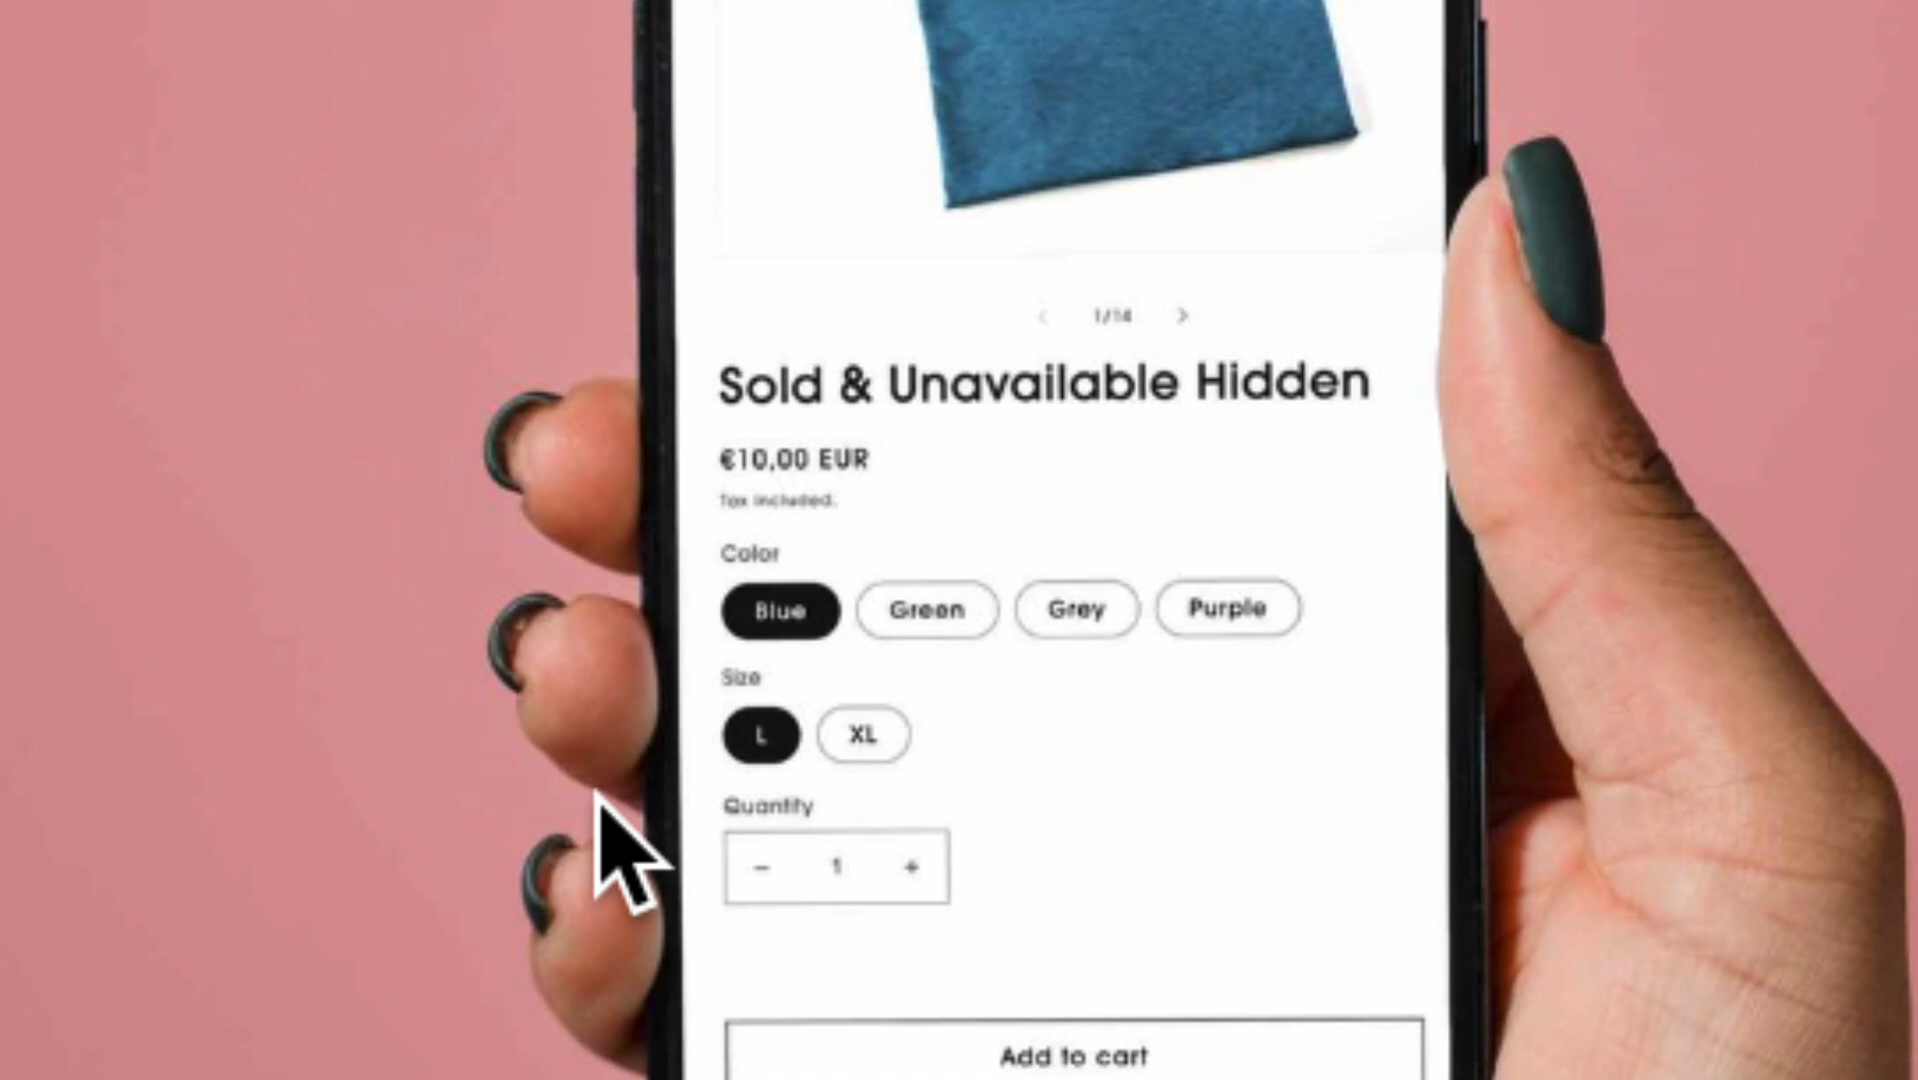 1/14
Sold & Unavailable Hidden
€10,00 EUR
Tax included.
Color
Blue Green Grey Purple
Size
L XL
Quantity
− 1 +
Add to cart